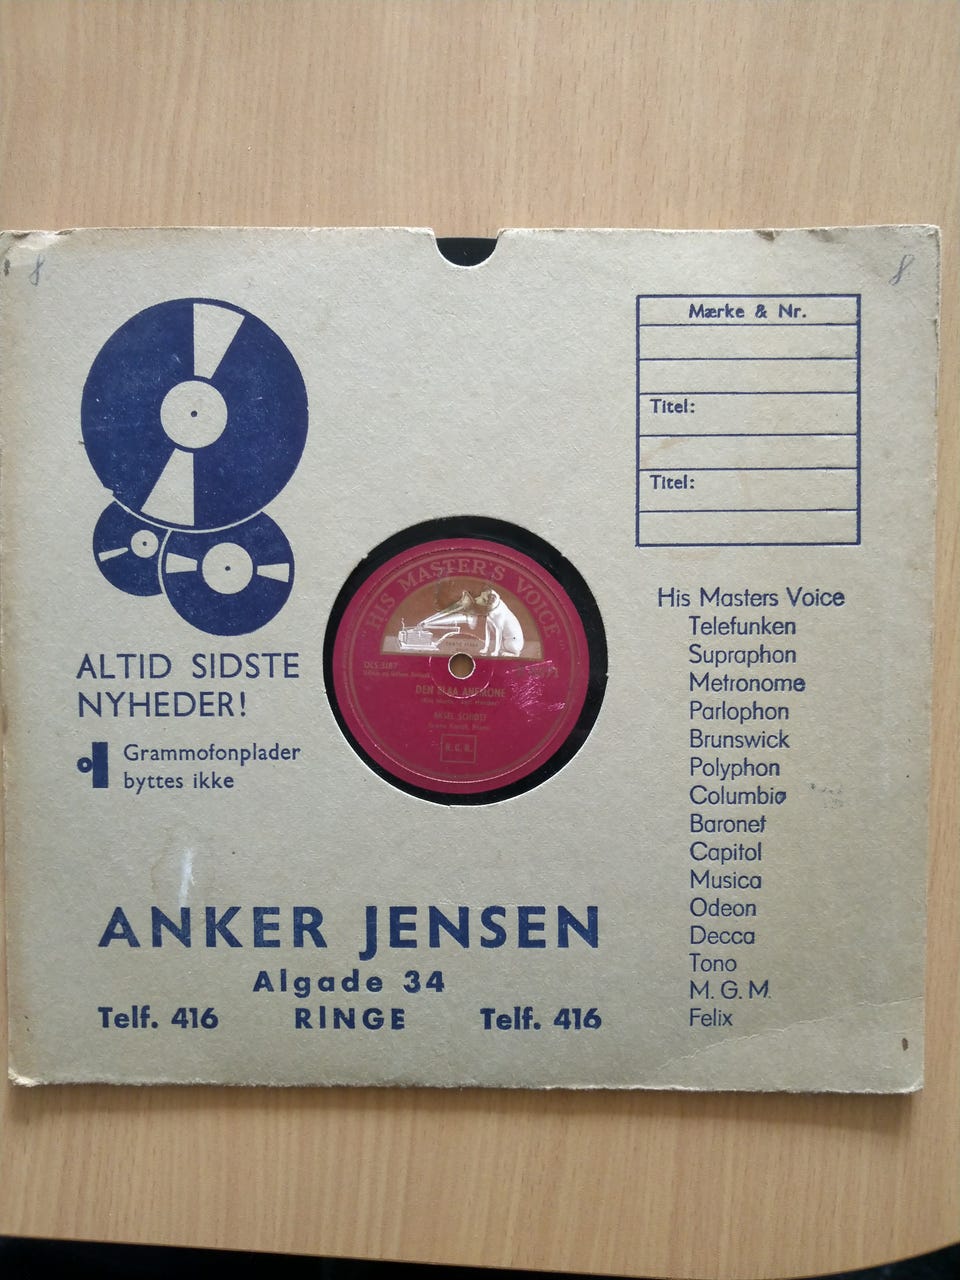 8
8
Mærke & Nr.
Titel:
Titel:
ALTID SIDSTE
NYHEDER!
Grammofonplader
byttes ikke
"HIS MASTER'S VOICE"
DEN BLAA ANEMONE
AKSEL SCHIØTZ
N. C. B.
His Masters Voice
Telefunken
Supraphon
Metronome
Parlophon
Brunswick
Polyphon
Columbia
Baronet
Capitol
Musica
Odeon
Decca
Tono
M. G. M.
Felix
ANKER JENSEN
Algade 34
Telf. 416 RINGE Telf. 416